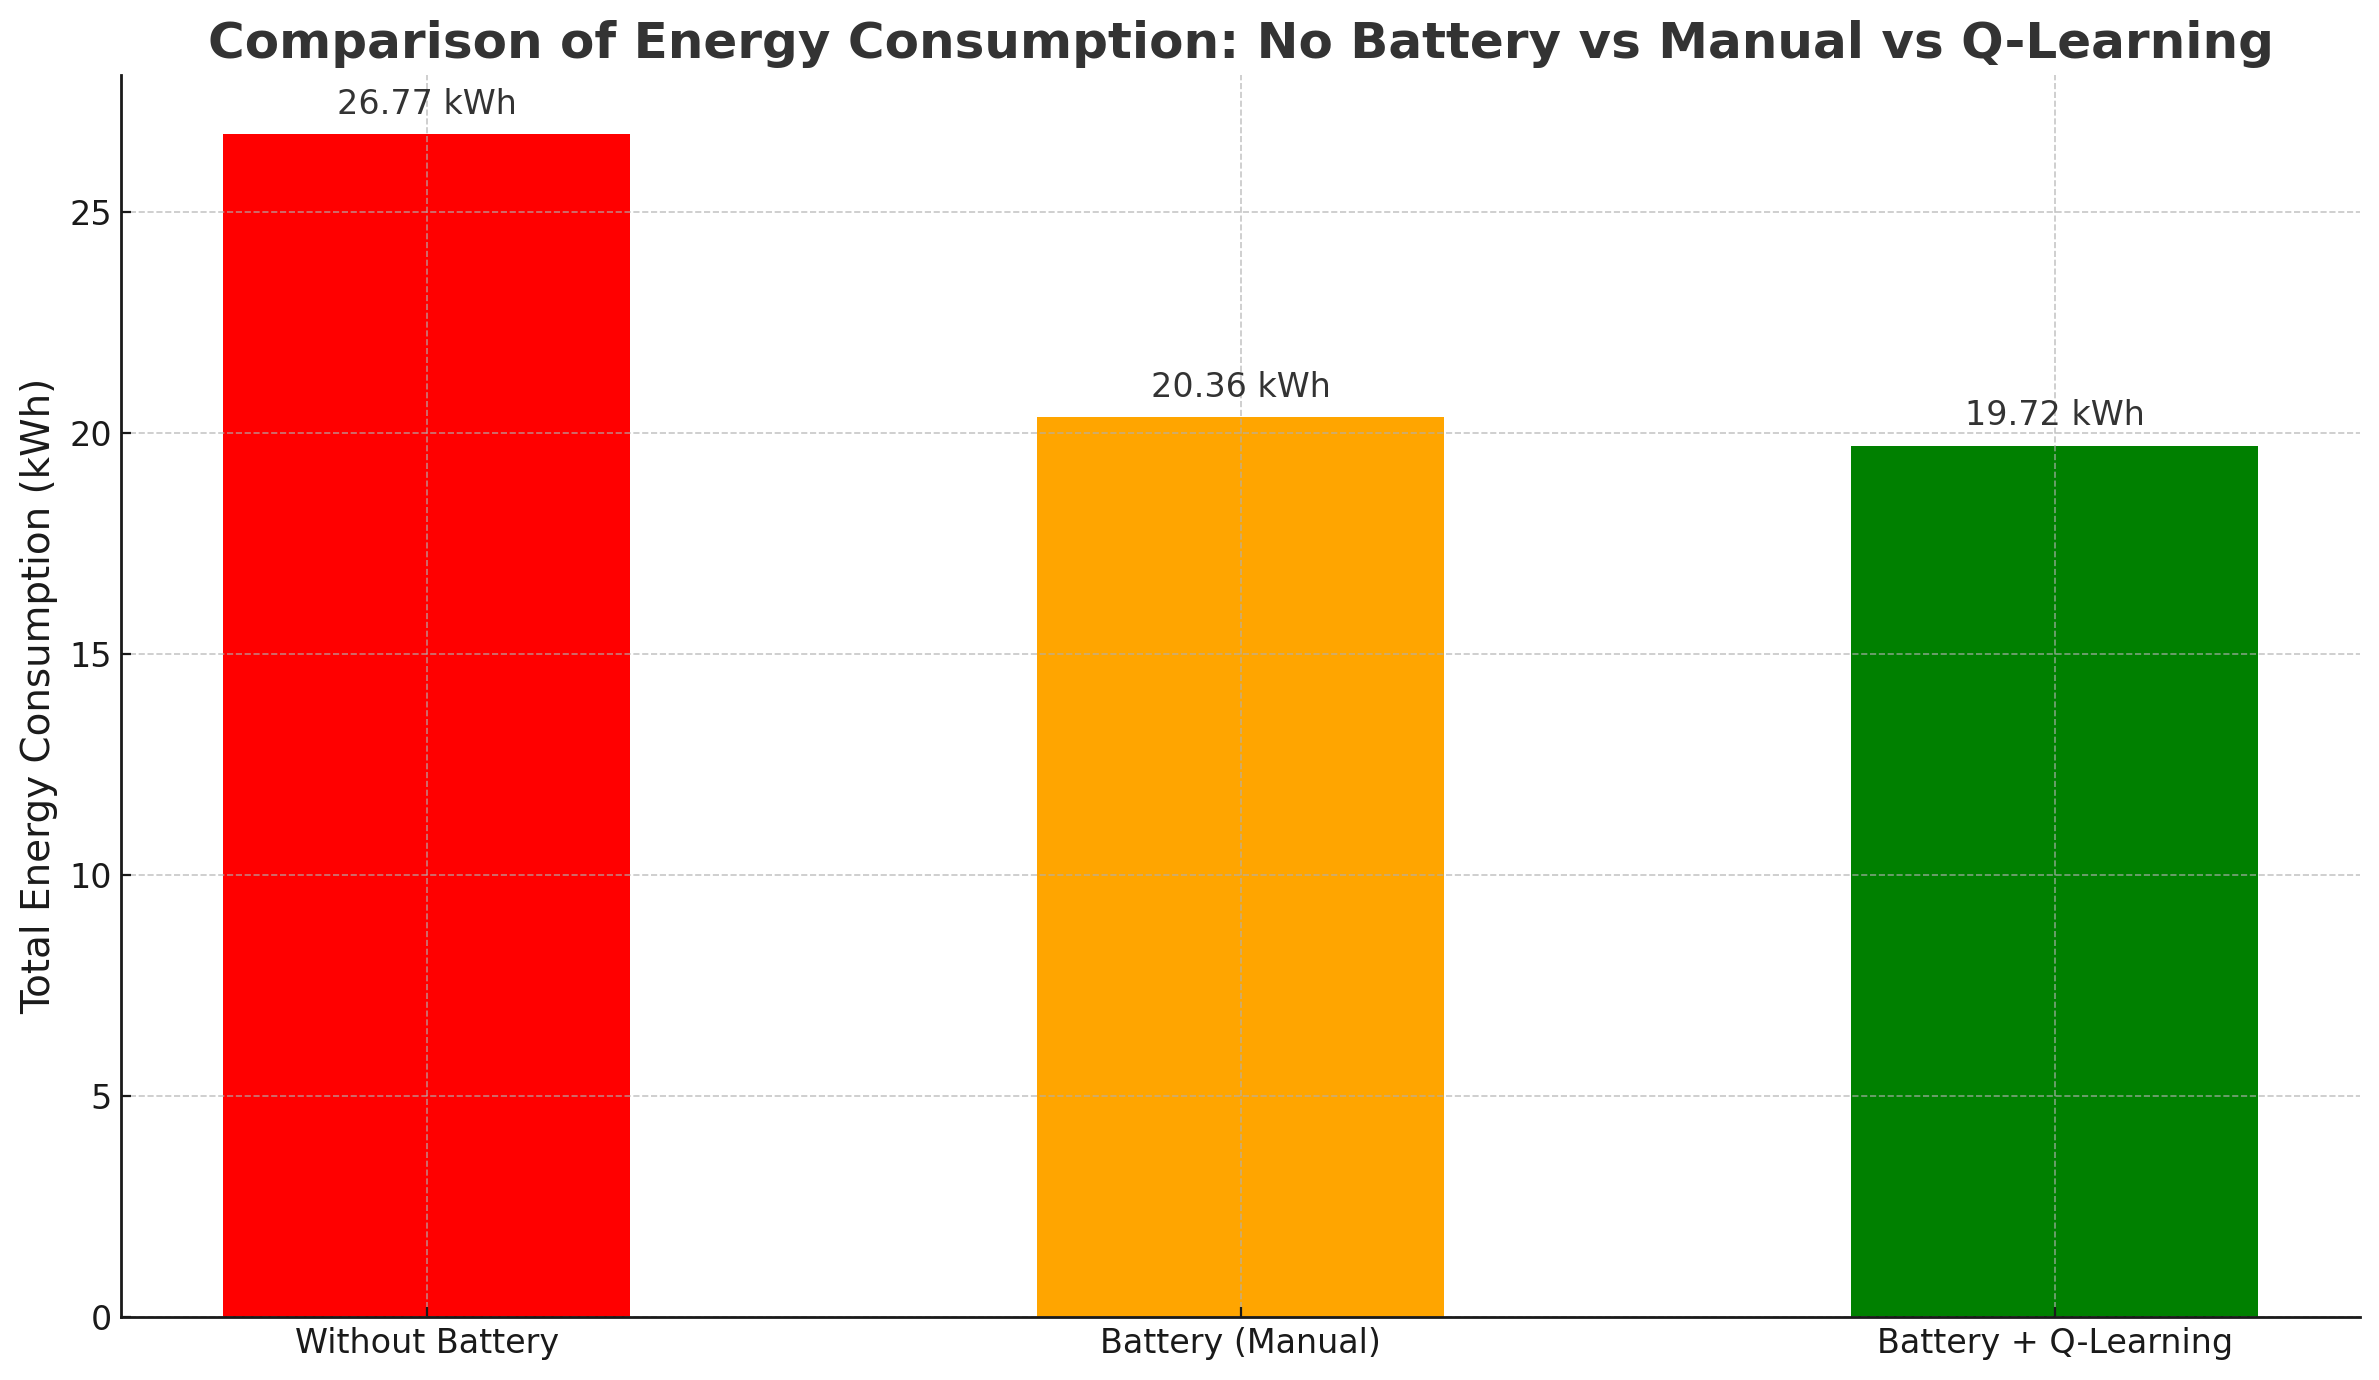 Comparison of Energy Consumption: No Battery vs Manual vs Q-Learning
Total Energy Consumption (kWh)
25
20
15
10
5
0
26.77 kWh
20.36 kWh
19.72 kWh
Without Battery
Battery (Manual)
Battery + Q-Learning